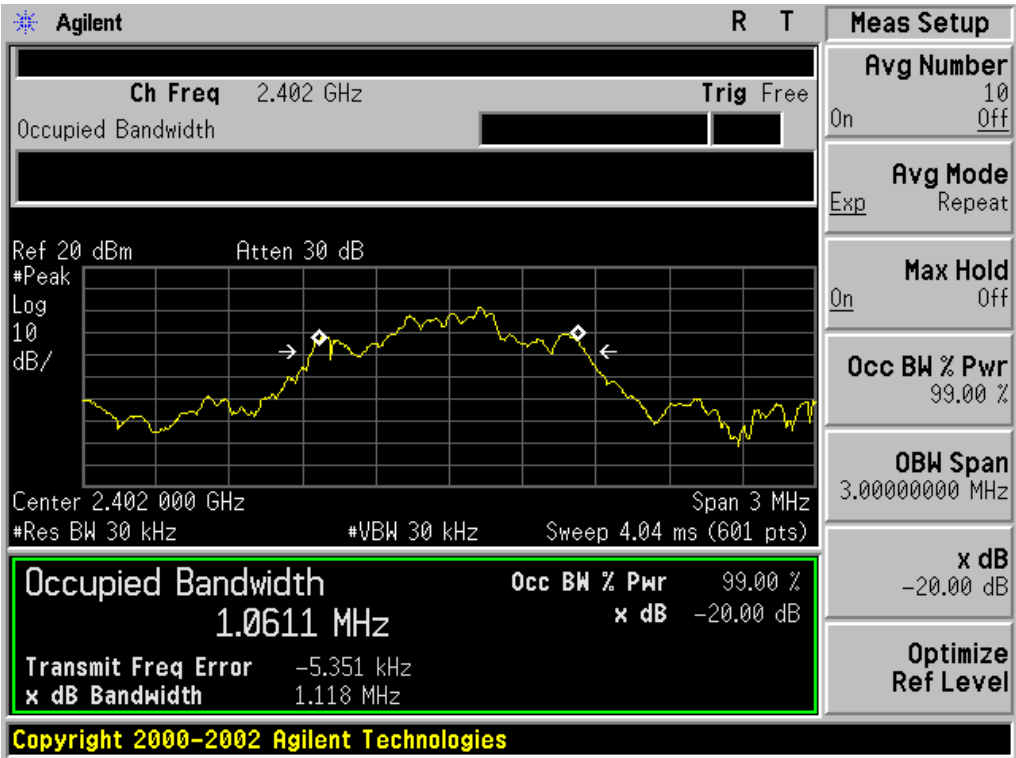 Agilent R T
Ch Freq 2.402 GHz Trig Free
Occupied Bandwidth
Ref 20 dBm Atten 30 dB
#Peak
Log
10
dB/
Center 2.402 000 GHz Span 3 MHz
#Res BW 30 kHz #VBW 30 kHz Sweep 4.04 ms (601 pts)
Occupied Bandwidth Occ BW % Pwr 99.00 %
1.0611 MHz x dB -20.00 dB
Transmit Freq Error -5.351 kHz
x dB Bandwidth 1.118 MHz
Copyright 2000-2002 Agilent Technologies
Meas Setup
Avg Number
10
On Off
Avg Mode
Exp Repeat
Max Hold
On Off
Occ BW % Pwr
99.00 %
OBW Span
3.00000000 MHz
x dB
-20.00 dB
Optimize
Ref Level